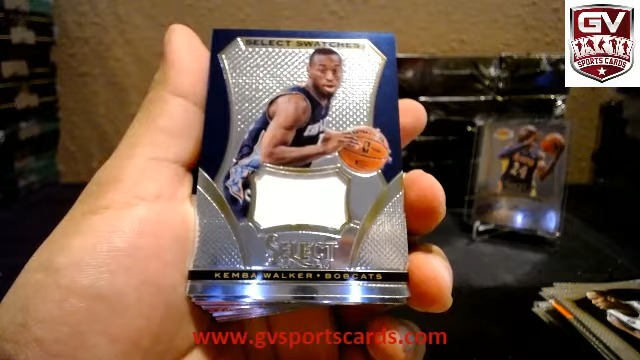 GV
SPORTS CARDS
SELECT SWATCHES
24
SELECT
KEMBA WALKER • BOBCATS
www.gvsportscards.com